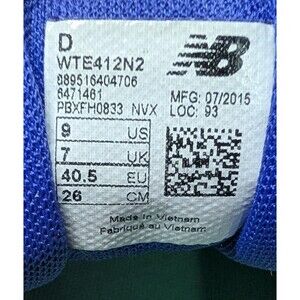 D
WTE412N2
889516404706
6471461
PBXFH0833 NVX
MFG: 07/2015
LOC: 93
9 US
7 UK
40.5 EU
26 CM
Made in Vietnam
Fabriqué au Vietnam